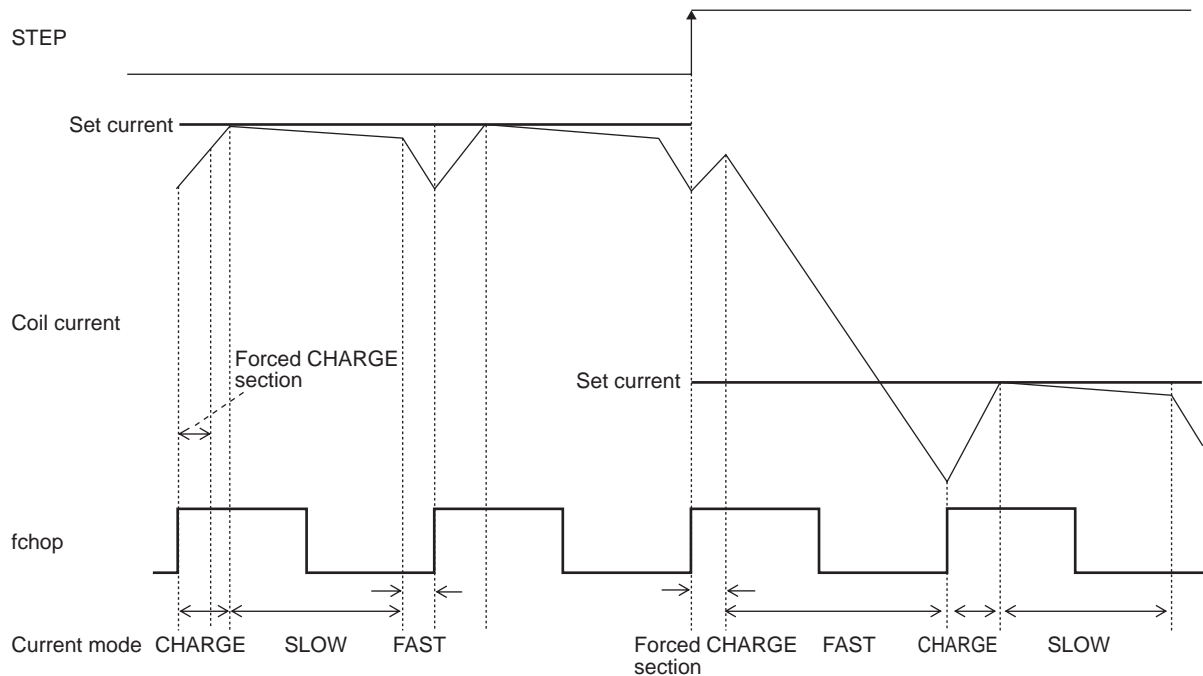 STEP
Set current
Coil current
Forced CHARGE
section
Set current
fchop
Current mode CHARGE SLOW FAST Forced CHARGE FAST CHARGE SLOW
section